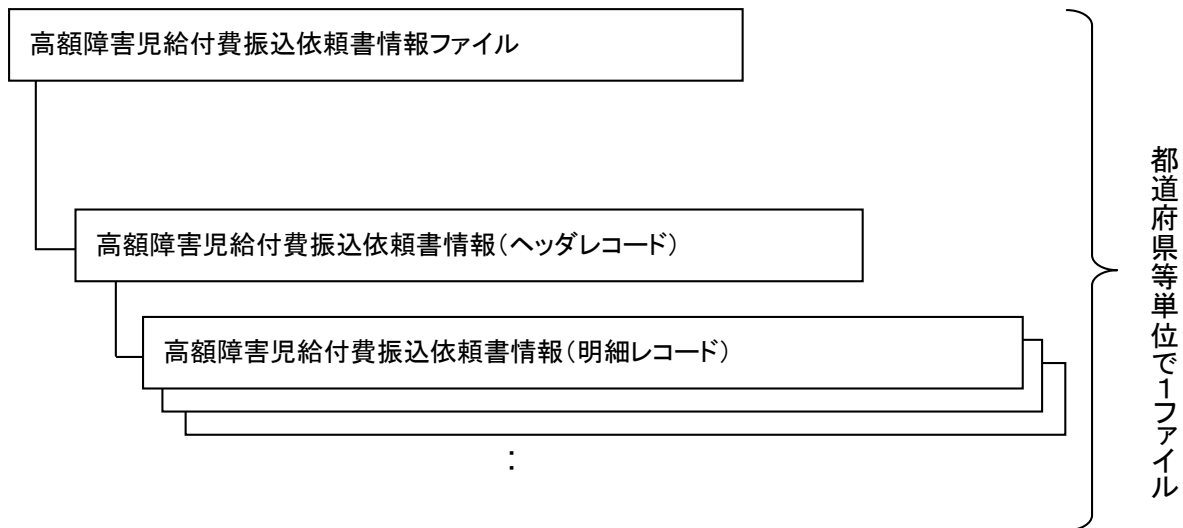 高額障害児給付費振込依頼書情報ファイル
高額障害児給付費振込依頼書情報(ヘッダレコード)
高額障害児給付費振込依頼書情報(明細レコード)
:
都道府県等単位で1ファイル